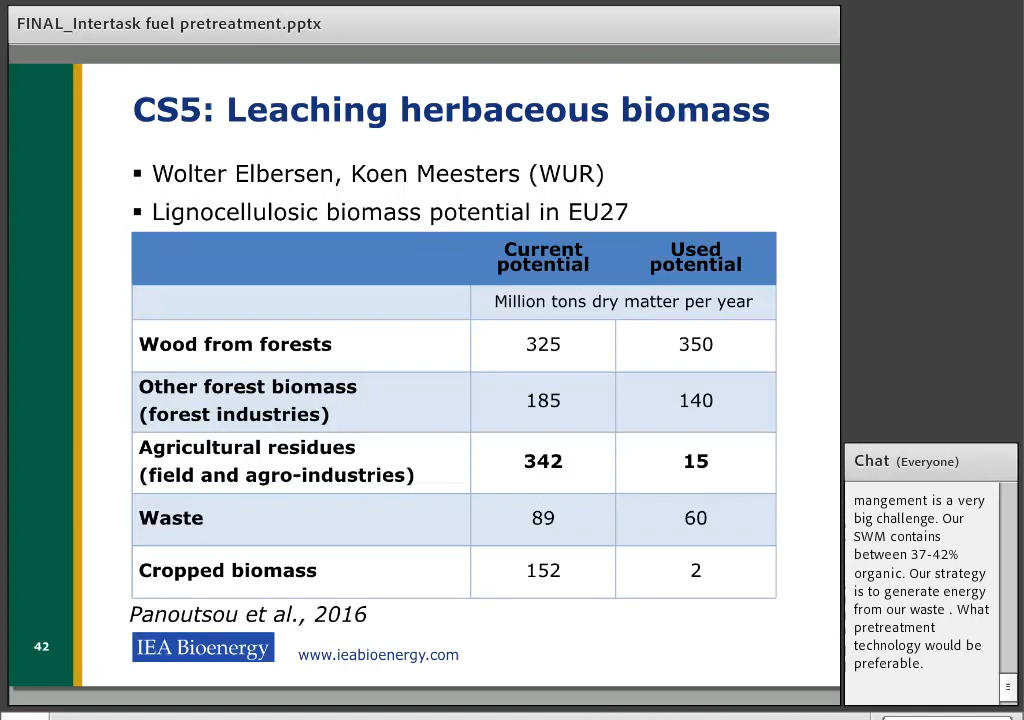 FINAL_Intertask fuel pretreatment.pptx
CS5: Leaching herbaceous biomass
▪ Wolter Elbersen, Koen Meesters (WUR)
▪ Lignocellulosic biomass potential in EU27
Current potential Used potential
Million tons dry matter per year
Wood from forests 325 350
Other forest biomass
(forest industries) 185 140
Agricultural residues
(field and agro-industries) 342 15
Waste 89 60
Cropped biomass 152 2
Panoutsou et al., 2016
42
IEA Bioenergy
www.ieabioenergy.com
Chat (Everyone)
mangement is a very
big challenge. Our
SWM contains
between 37-42%
organic. Our strategy
is to generate energy
from our waste . What
pretreatment
technology would be
preferable.